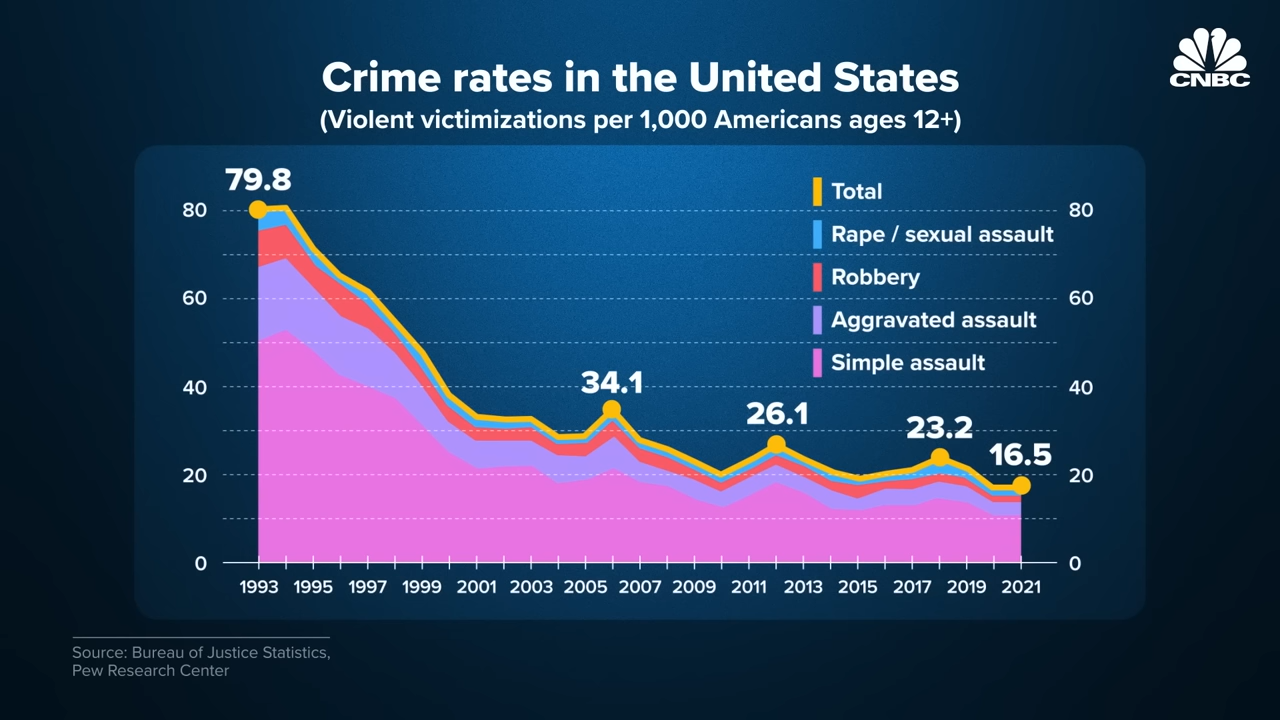 CNBC
Crime rates in the United States
(Violent victimizations per 1,000 Americans ages 12+)
79.8
80
60
40
20
0
Total
Rape / sexual assault
Robbery
Aggravated assault
Simple assault
34.1
26.1
23.2
16.5
80
60
40
20
0
1993 1995 1997 1999 2001 2003 2005 2007 2009 2011 2013 2015 2017 2019 2021
Source: Bureau of Justice Statistics,
Pew Research Center